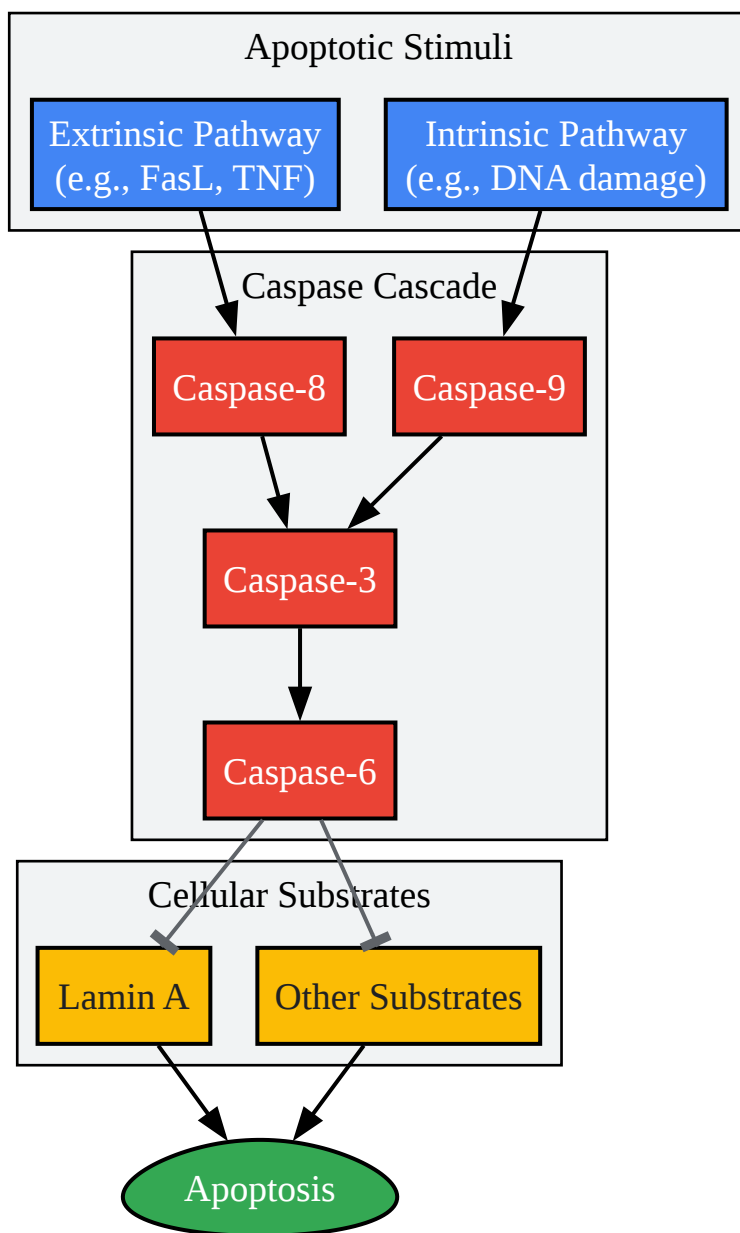 Apoptotic Stimuli
Extrinsic Pathway
(e.g., FasL, TNF)
Intrinsic Pathway
(e.g., DNA damage)
Caspase Cascade
Caspase-8
Caspase-9
Caspase-3
Caspase-6
Cellular Substrates
Lamin A
Other Substrates
Apoptosis